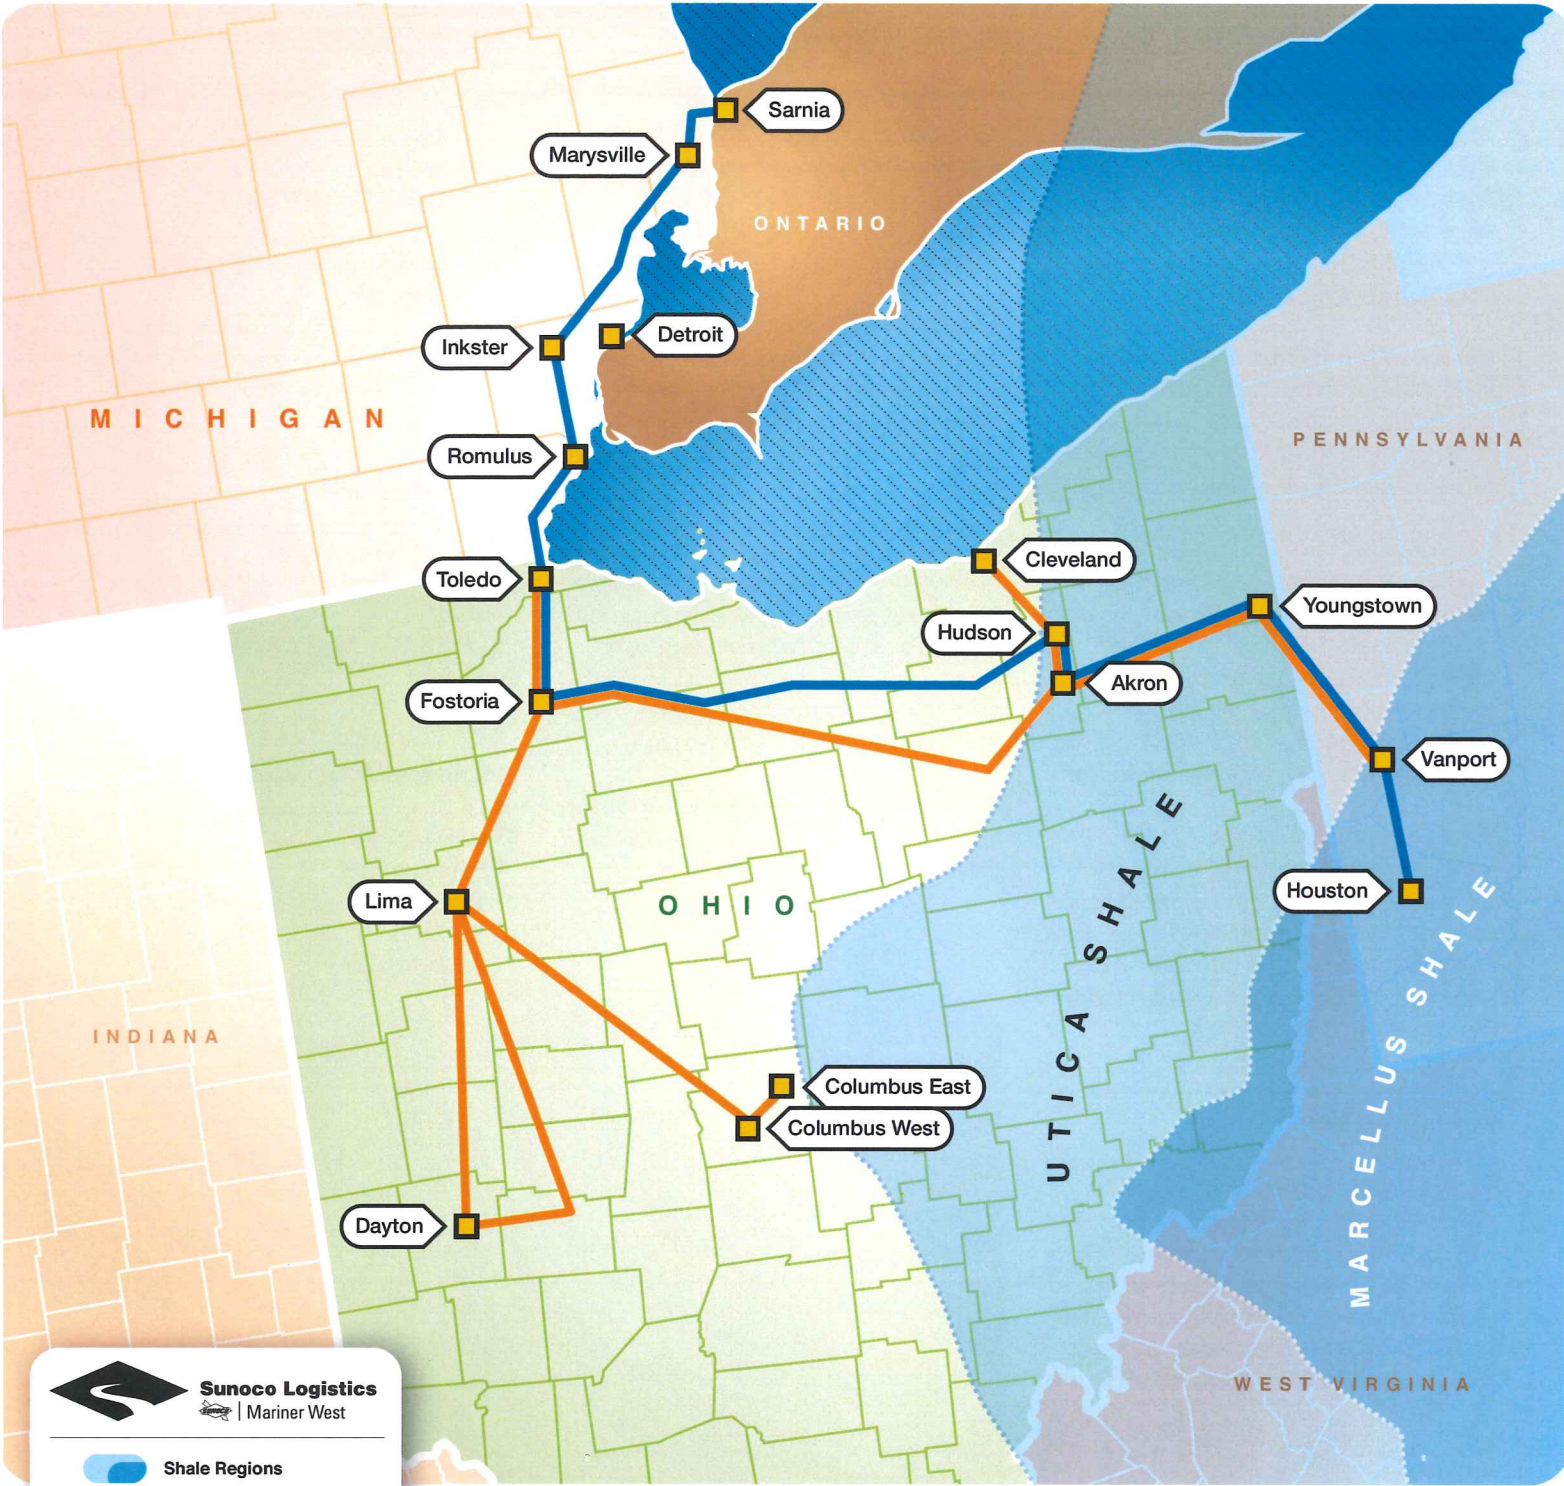 Sarnia
Marysville
ONTARIO
Detroit
Inkster
MICHIGAN
PENNSYLVANIA
Romulus
Cleveland
Toledo
Youngstown
Hudson
Akron
Fostoria
Vanport
UTICA SHALE
Houston
Lima
OHIO
MARCELLUS SHALE
INDIANA
Columbus East
Columbus West
Dayton
WEST VIRGINIA
Sunoco Logistics
SUNOCO | Mariner West
Shale Regions